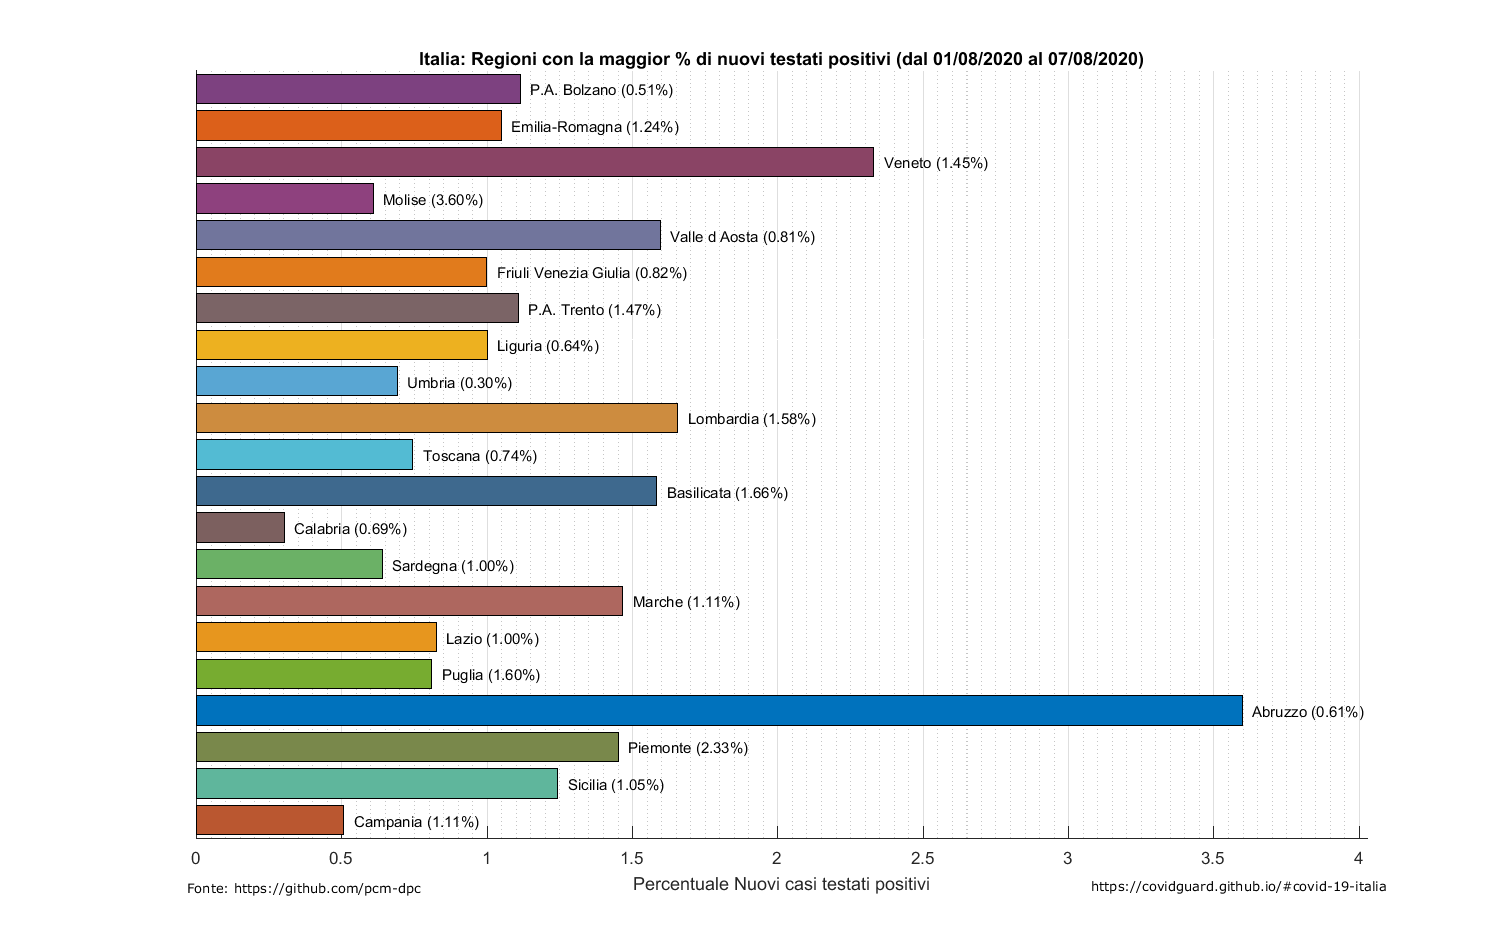 Italia: Regioni con la maggior % di nuovi testati positivi (dal 01/08/2020 al 07/08/2020)
P.A. Bolzano (0.51%)
Emilia-Romagna (1.24%)
Veneto (1.45%)
Molise (3.60%)
Valle d Aosta (0.81%)
Friuli Venezia Giulia (0.82%)
P.A. Trento (1.47%)
Liguria (0.64%)
Umbria (0.30%)
Lombardia (1.58%)
Toscana (0.74%)
Basilicata (1.66%)
Calabria (0.69%)
Sardegna (1.00%)
Marche (1.11%)
Lazio (1.00%)
Puglia (1.60%)
Abruzzo (0.61%)
Piemonte (2.33%)
Sicilia (1.05%)
Campania (1.11%)
0 0.5 1 1.5 2 2.5 3 3.5 4
Percentuale Nuovi casi testati positivi
Fonte: https://github.com/pcm-dpc
https://covidguard.github.io/#covid-19-italia